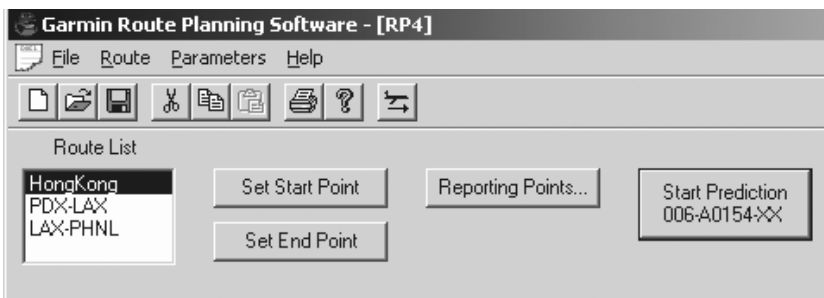 Garmin Route Planning Software - [RP4]
File Route Parameters Help
Route List
HongKong
PDX-LAX
LAX-PHNL
Set Start Point
Set End Point
Reporting Points...
Start Prediction
006-A0154-XX